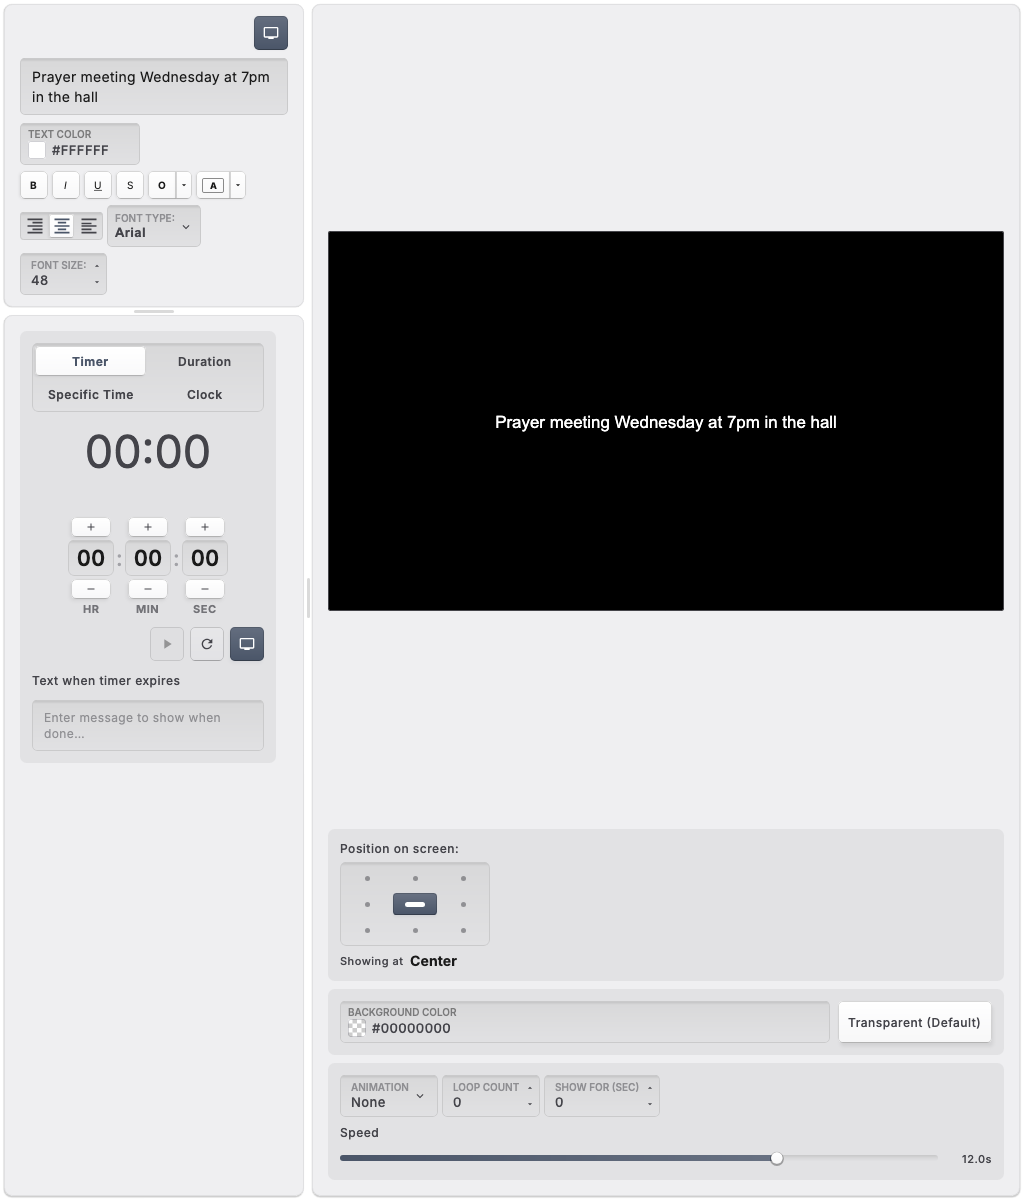 Prayer meeting Wednesday at 7pm
in the hall
TEXT COLOR
#FFFFFF
B I U S O A
FONT TYPE:
Arial
FONT SIZE:
48
Timer Duration
Specific Time Clock
00:00
+ + +
00 : 00 : 00
− − −
HR MIN SEC
Text when timer expires
Enter message to show when
done...
Prayer meeting Wednesday at 7pm in the hall
Position on screen:
Showing at Center
BACKGROUND COLOR
#00000000
Transparent (Default)
ANIMATION
None
LOOP COUNT
0
SHOW FOR (SEC)
0
Speed
12.0s